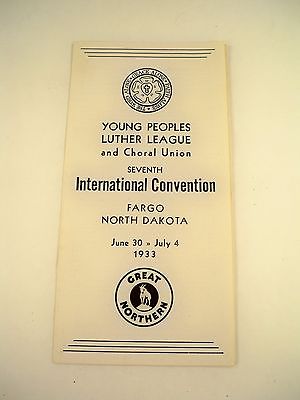 YOUNG PEOPLES
LUTHER LEAGUE
and Choral Union
SEVENTH
International Convention
FARGO
NORTH DAKOTA
June 30 » July 4
1933
GREAT
NORTHERN